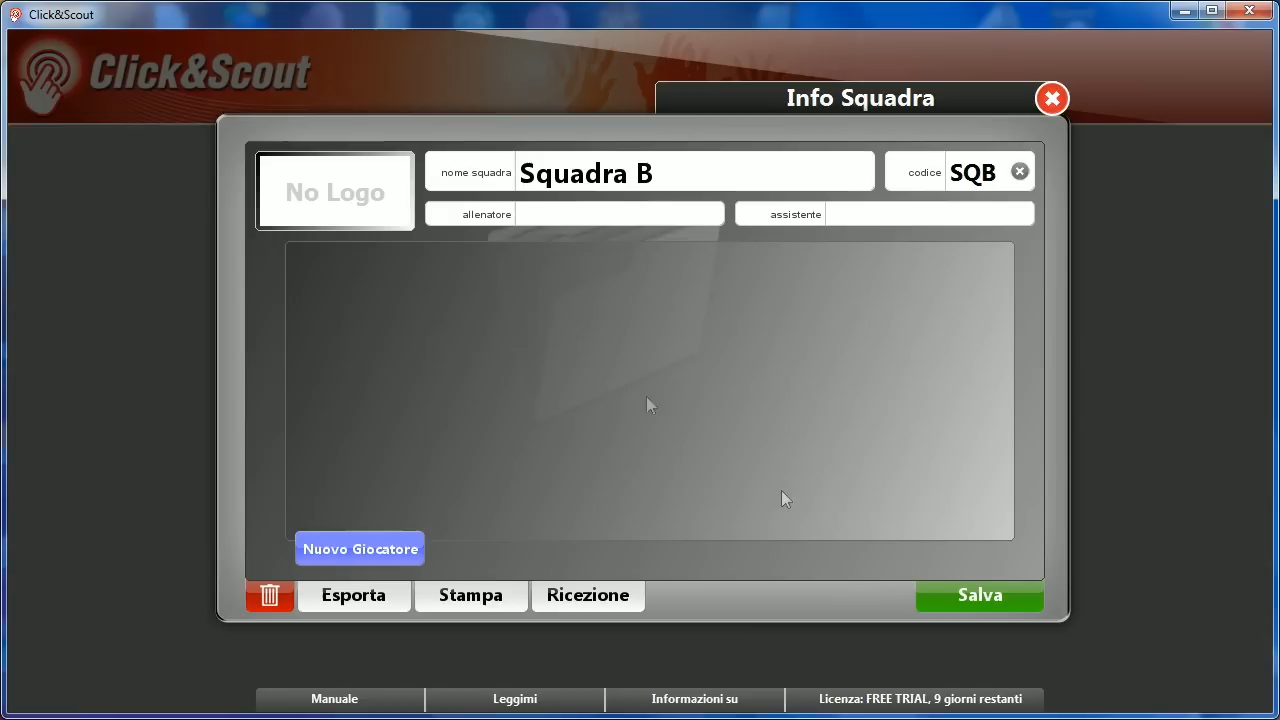 Click&Scout
Click&Scout
Info Squadra
No Logo
nome squadra Squadra B
codice SQB
allenatore
assistente
Nuovo Giocatore
Esporta
Stampa
Ricezione
Salva
Manuale
Leggimi
Informazioni su
Licenza: FREE TRIAL, 9 giorni restanti